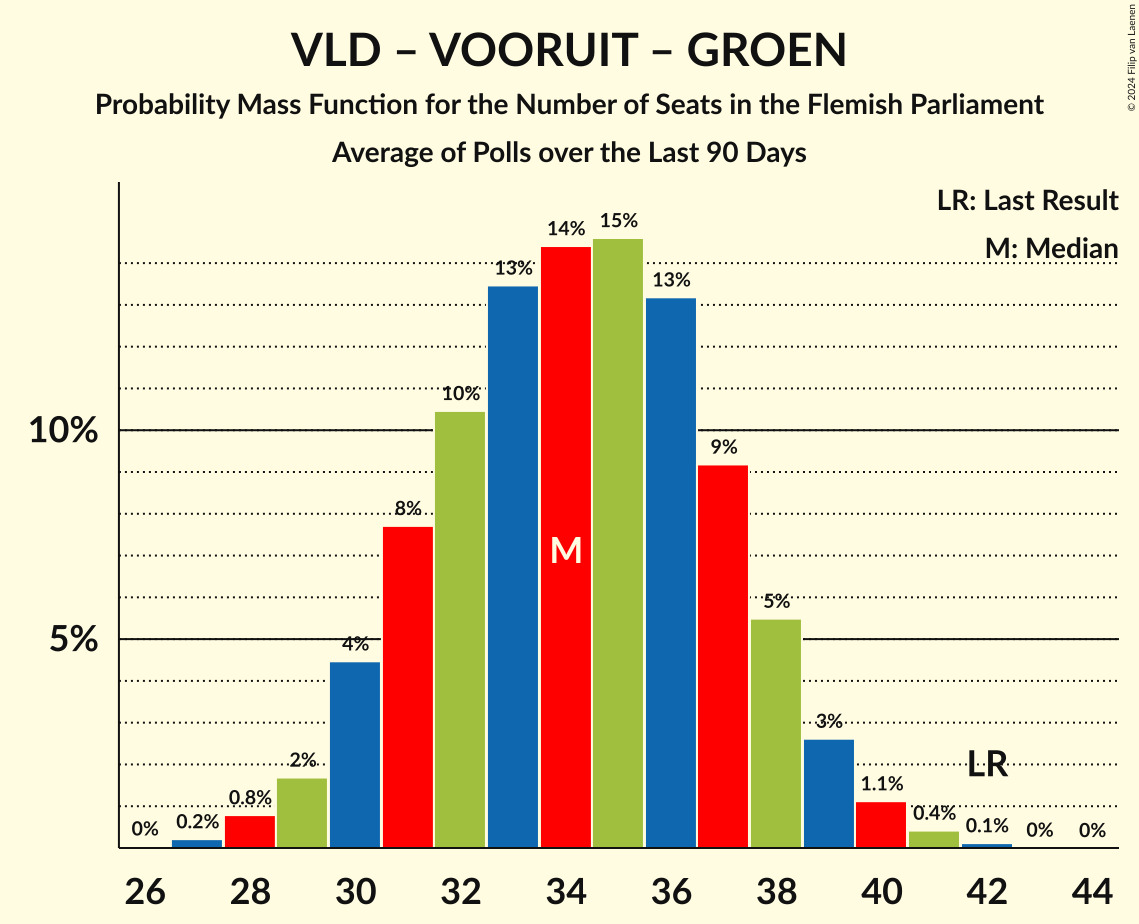 VLD – VOORUIT – GROEN
Probability Mass Function for the Number of Seats in the Flemish Parliament
Average of Polls over the Last 90 Days
© 2024 Filip van Laenen
LR: Last Result
M: Median
10%
5%
0%
0.2%
0.8%
2%
4%
8%
10%
13%
14%
15%
13%
9%
5%
3%
1.1%
0.4%
0.1%
0%
0%
M
LR
26 28 30 32 34 36 38 40 42 44